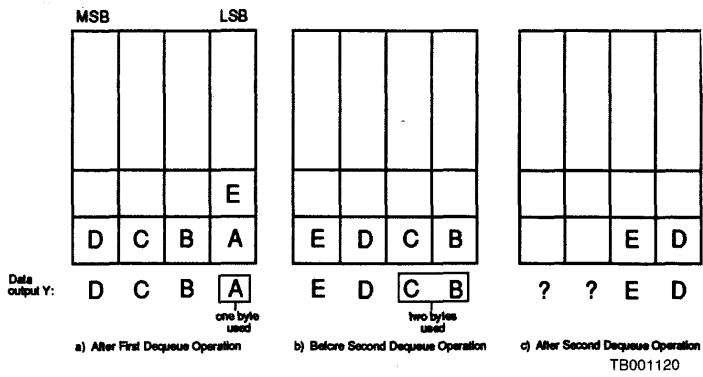 MSB LSB
E
D C B A E D C B E D
Data
output Y: D C B A E D C B ? ? E D
one byte
used
two bytes
used
a) After First Dequeue Operation b) Before Second Dequeue Operation c) After Second Dequeue Operation
TB001120